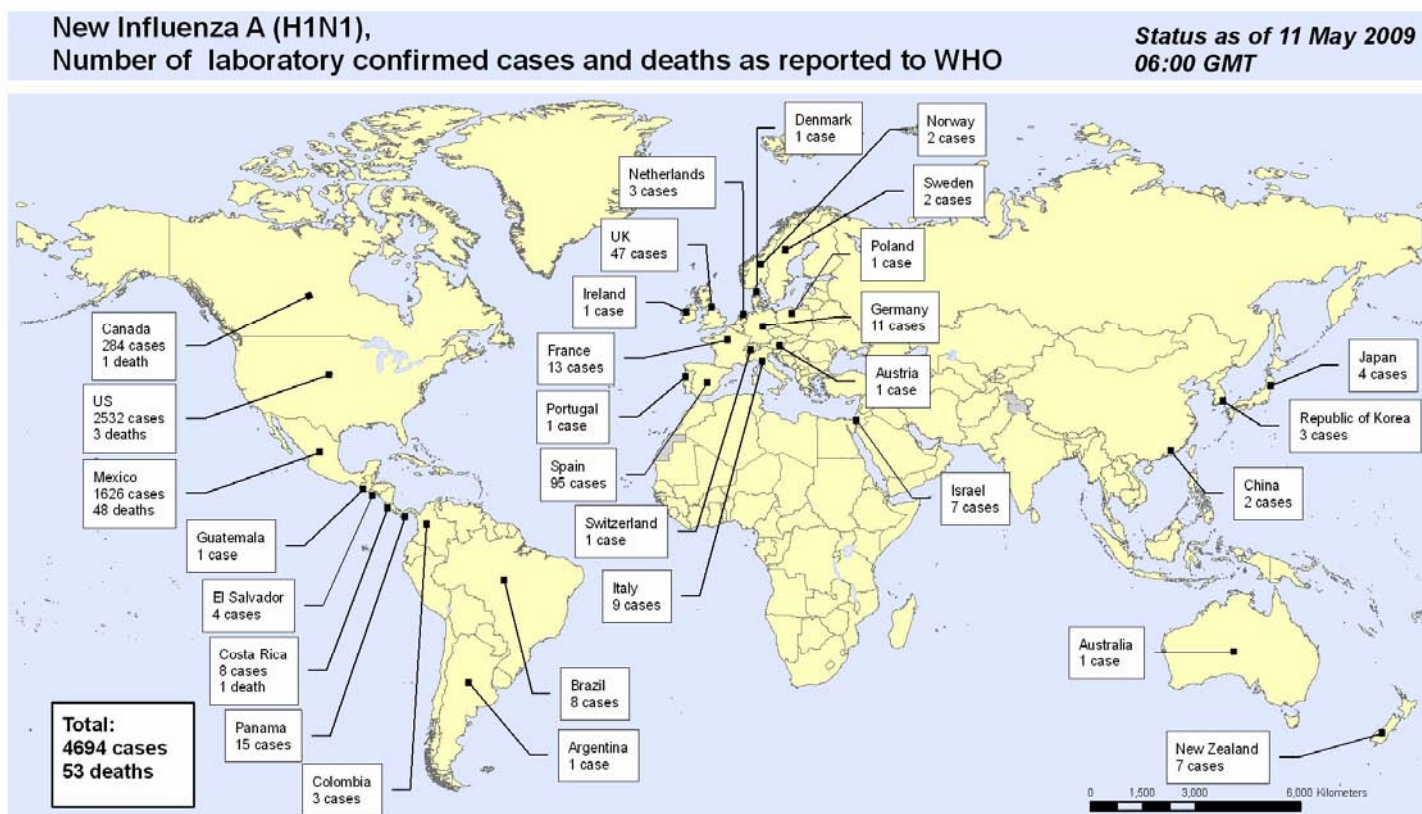 New Influenza A (H1N1),
Number of laboratory confirmed cases and deaths as reported to WHO
Status as of 11 May 2009
06:00 GMT
Denmark
1 case
Norway
2 cases
Netherlands
3 cases
Sweden
2 cases
UK
47 cases
Poland
1 case
Ireland
1 case
Germany
11 cases
Canada
284 cases
1 death
France
13 cases
Austria
1 case
Japan
4 cases
US
2532 cases
3 deaths
Portugal
1 case
Republic of Korea
3 cases
Mexico
1626 cases
48 deaths
Spain
95 cases
Israel
7 cases
China
2 cases
Guatemala
1 case
Switzerland
1 case
El Salvador
4 cases
Italy
9 cases
Costa Rica
8 cases
1 death
Australia
1 case
Brazil
8 cases
Panama
15 cases
Argentina
1 case
New Zealand
7 cases
Colombia
3 cases
Total:
4694 cases
53 deaths
0 1,500 3,000 6,000 Kilometers